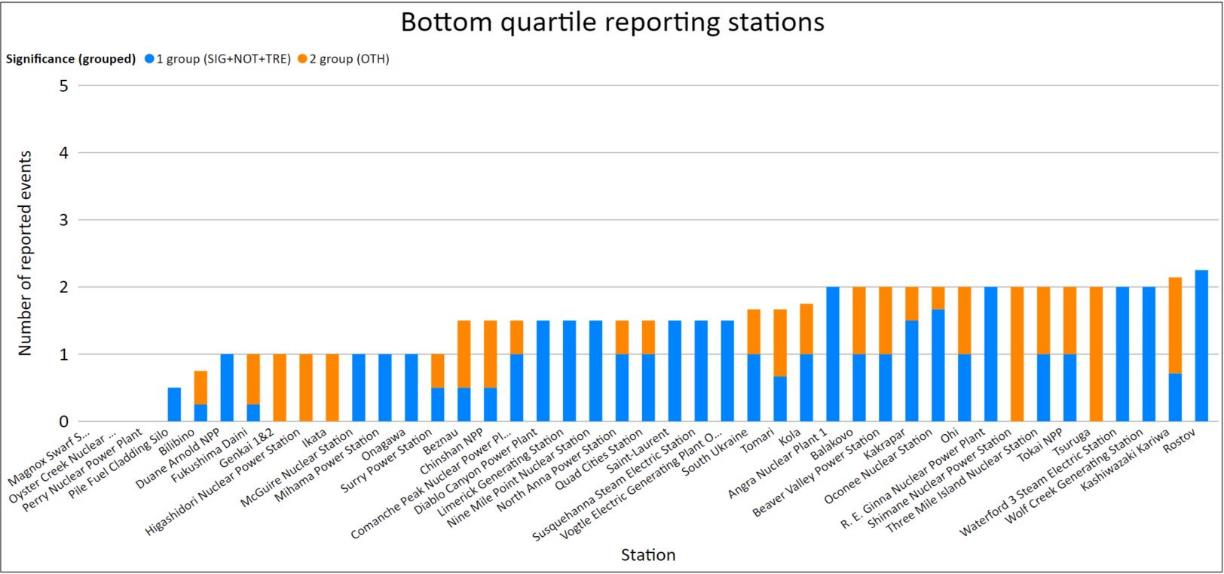 Bottom quartile reporting stations
Significance (grouped) 1 group (SIG+NOT+TRE) 2 group (OTH)
Number of reported events
5
4
3
2
1
0
Magnox Swarf S...
Oyster Creek Nuclear ...
Perry Nuclear Power Plant
Pile Fuel Cladding Silo
Bilibino
Duane Arnold NPP
Fukushima Daini
Genkai 1&2
Higashidori Nuclear Power Station
Ikata
McGuire Nuclear Station
Mihama Power Station
Onagawa
Surry Power Station
Beznau
Chinshan NPP
Comanche Peak Nuclear Power Pl...
Diablo Canyon Power Plant
Limerick Generating Station
Nine Mile Point Nuclear Station
North Anna Power Station
Quad Cities Station
Saint-Laurent
Susquehanna Steam Electric Station
Vogtle Electric Generating Plant O...
South Ukraine
Tomari
Kola
Angra Nuclear Plant 1
Balakovo
Beaver Valley Power Station
Kakrapar
Oconee Nuclear Station
Ohi
R. E. Ginna Nuclear Power Plant
Shimane Nuclear Power Station
Three Mile Island Nuclear Station
Tokai NPP
Tsuruga
Waterford 3 Steam Electric Station
Wolf Creek Generating Station
Kashiwazaki Kariwa
Rostov
Station